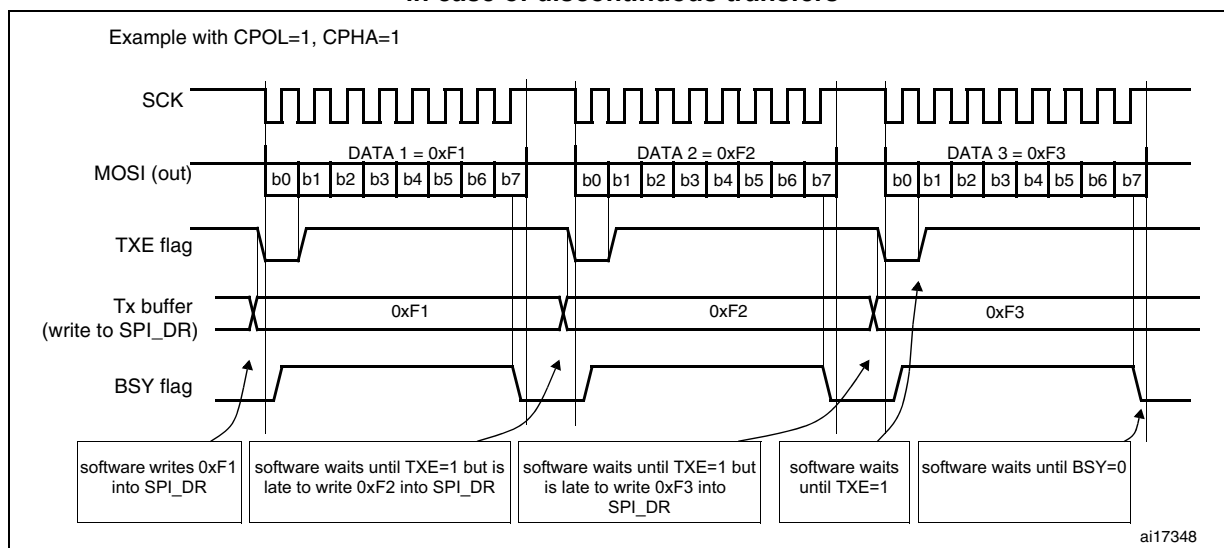 in case of discontinuous transfers
Example with CPOL=1, CPHA=1
SCK
DATA 1 = 0xF1
DATA 2 = 0xF2
DATA 3 = 0xF3
MOSI (out)
b0 b1 b2 b3 b4 b5 b6 b7
b0 b1 b2 b3 b4 b5 b6 b7
b0 b1 b2 b3 b4 b5 b6 b7
TXE flag
Tx buffer
(write to SPI_DR)
0xF1
0xF2
0xF3
BSY flag
software writes 0xF1
into SPI_DR
software waits until TXE=1 but is
late to write 0xF2 into SPI_DR
software waits until TXE=1 but
is late to write 0xF3 into
SPI_DR
software waits
until TXE=1
software waits until BSY=0
ai17348